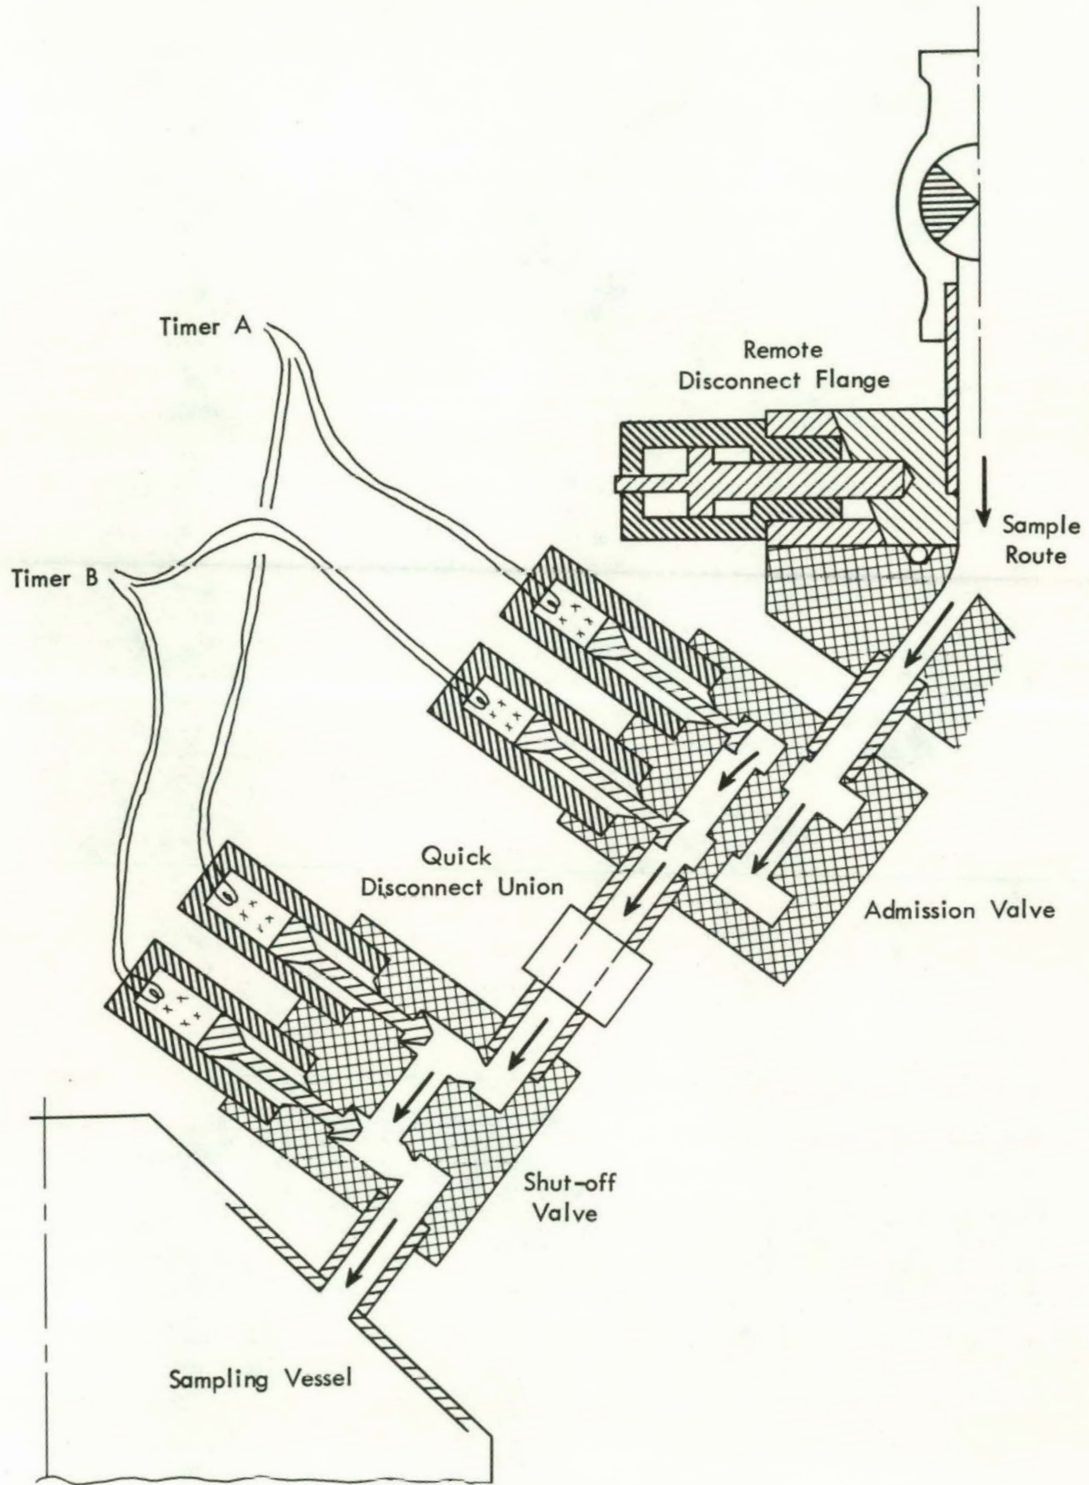 Timer A
Remote
Disconnect Flange
Sample
Route
Timer B
Quick
Disconnect Union
Admission Valve
Shut-off
Valve
Sampling Vessel